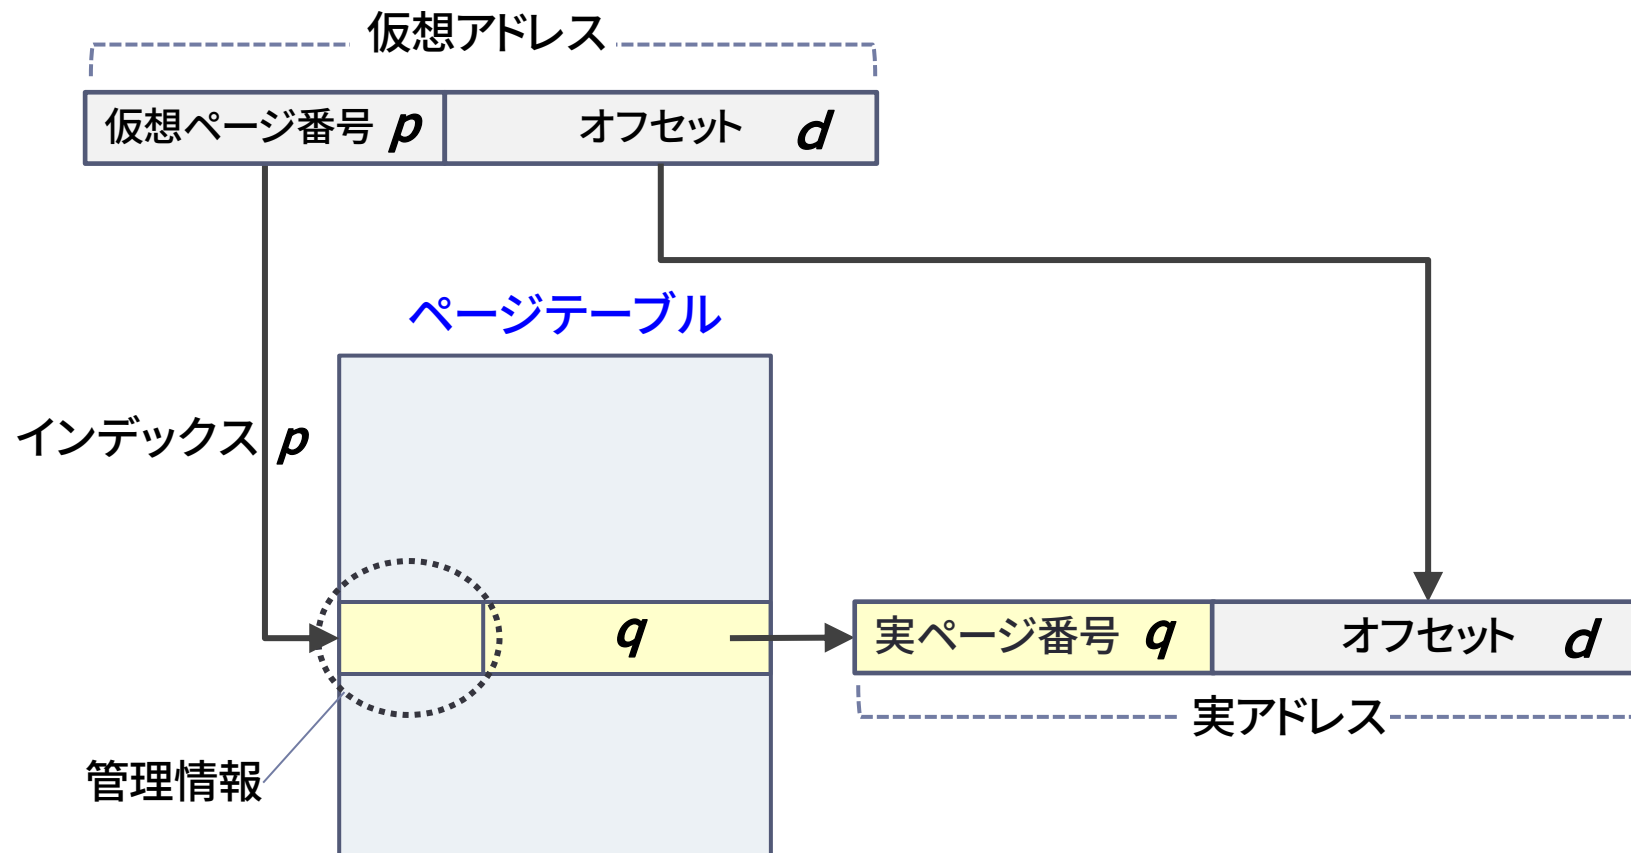 仮想アドレス
仮想ページ番号 p
オフセット d
ページテーブル
インデックス p
q
実ページ番号 q
オフセット d
実アドレス
管理情報